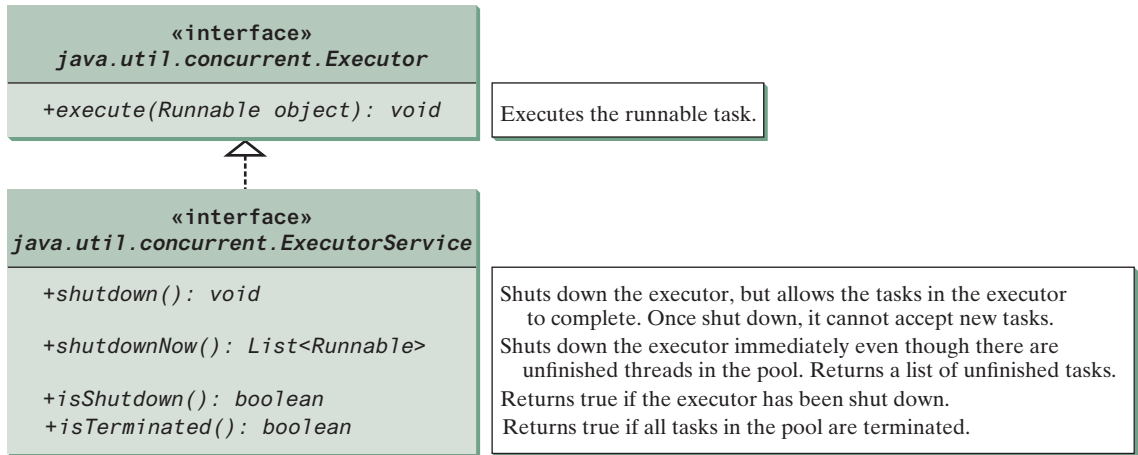 «interface»
java.util.concurrent.Executor
+execute(Runnable object): void
Executes the runnable task.
«interface»
java.util.concurrent.ExecutorService
+shutdown(): void
Shuts down the executor, but allows the tasks in the executor
to complete. Once shut down, it cannot accept new tasks.
+shutdownNow(): List<Runnable>
Shuts down the executor immediately even though there are
unfinished threads in the pool. Returns a list of unfinished tasks.
+isShutdown(): boolean
Returns true if the executor has been shut down.
+isTerminated(): boolean
Returns true if all tasks in the pool are terminated.